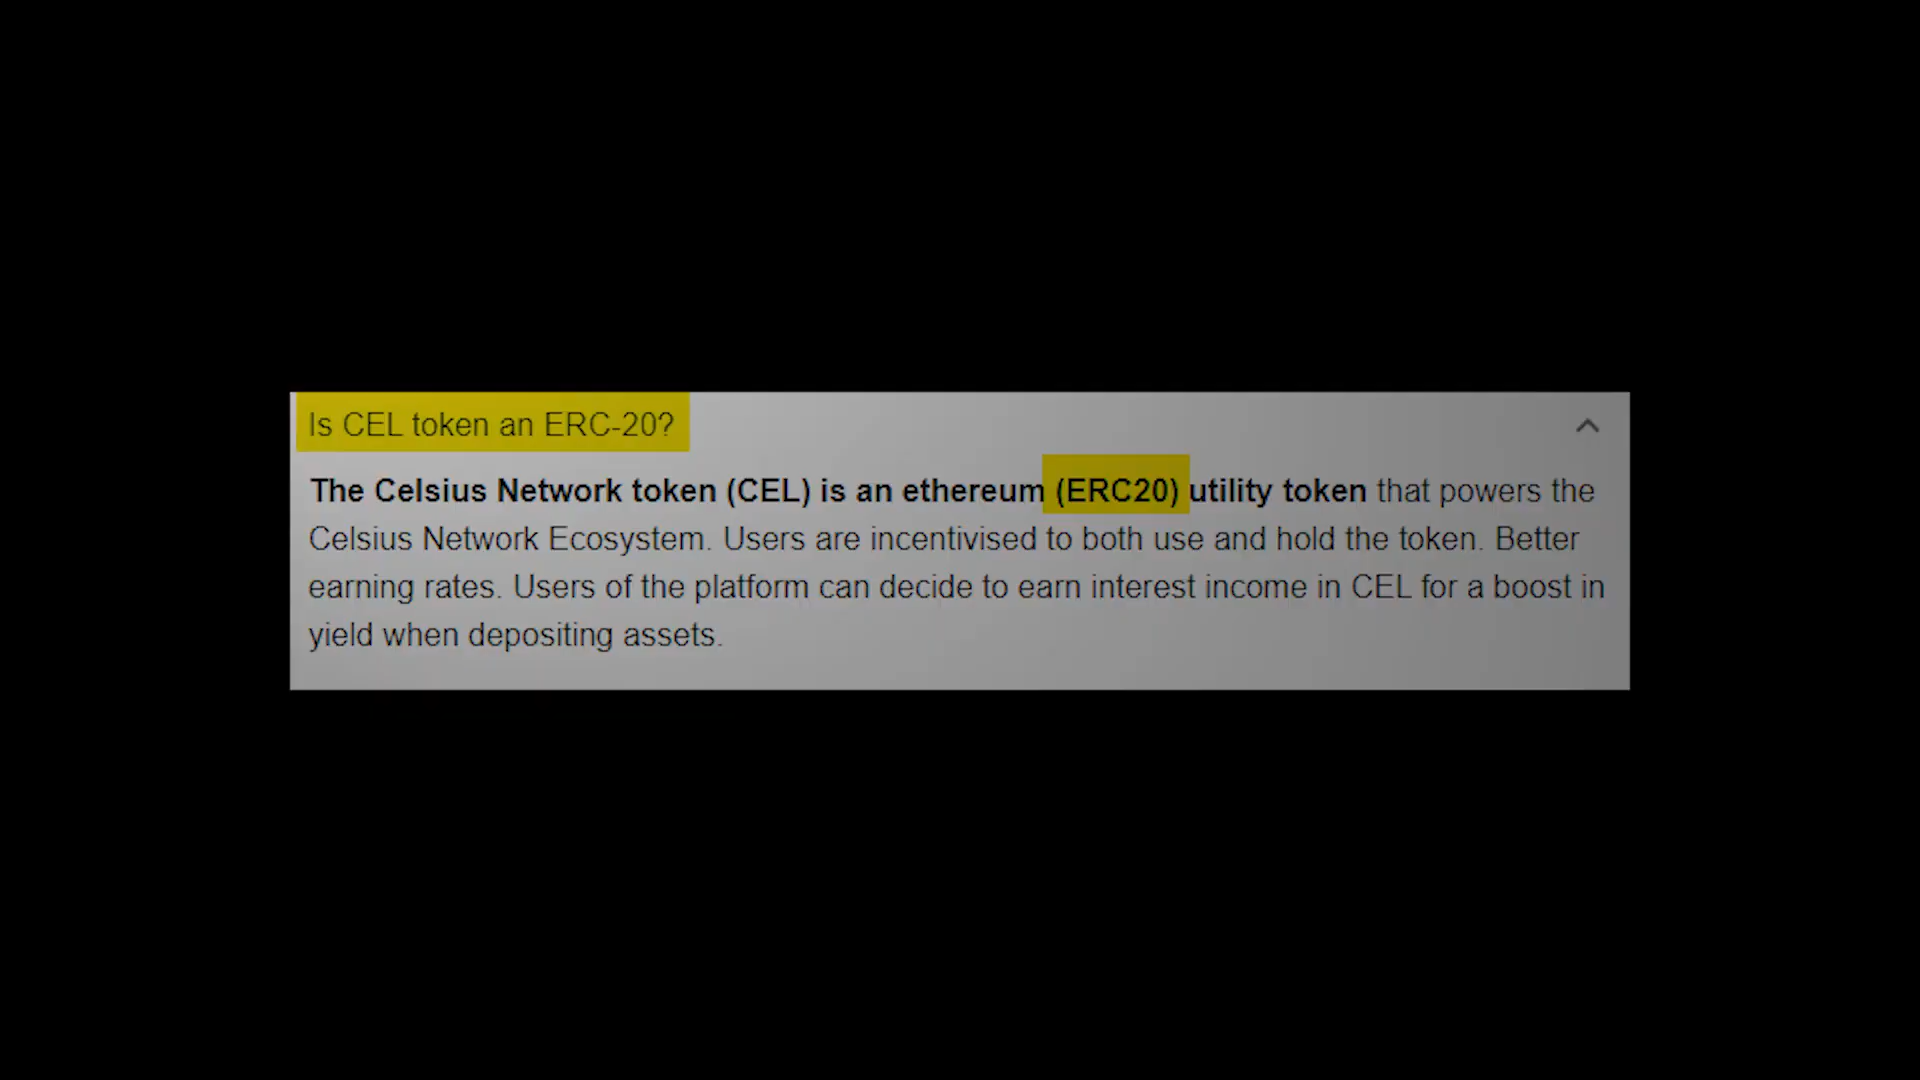 Is CEL token an ERC-20?
The Celsius Network token (CEL) is an ethereum (ERC20) utility token that powers the
Celsius Network Ecosystem. Users are incentivised to both use and hold the token. Better
earning rates. Users of the platform can decide to earn interest income in CEL for a boost in
yield when depositing assets.